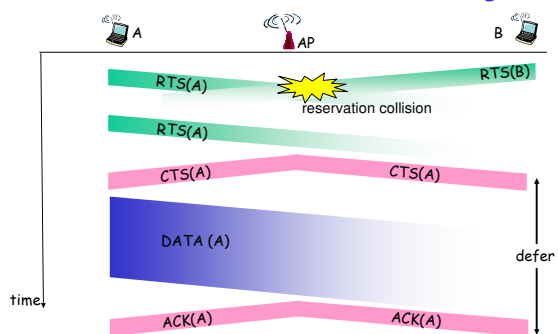 A
AP
B
RTS(A)
RTS(B)
reservation collision
RTS(A)
CTS(A)
CTS(A)
DATA (A)
defer
time
ACK(A)
ACK(A)